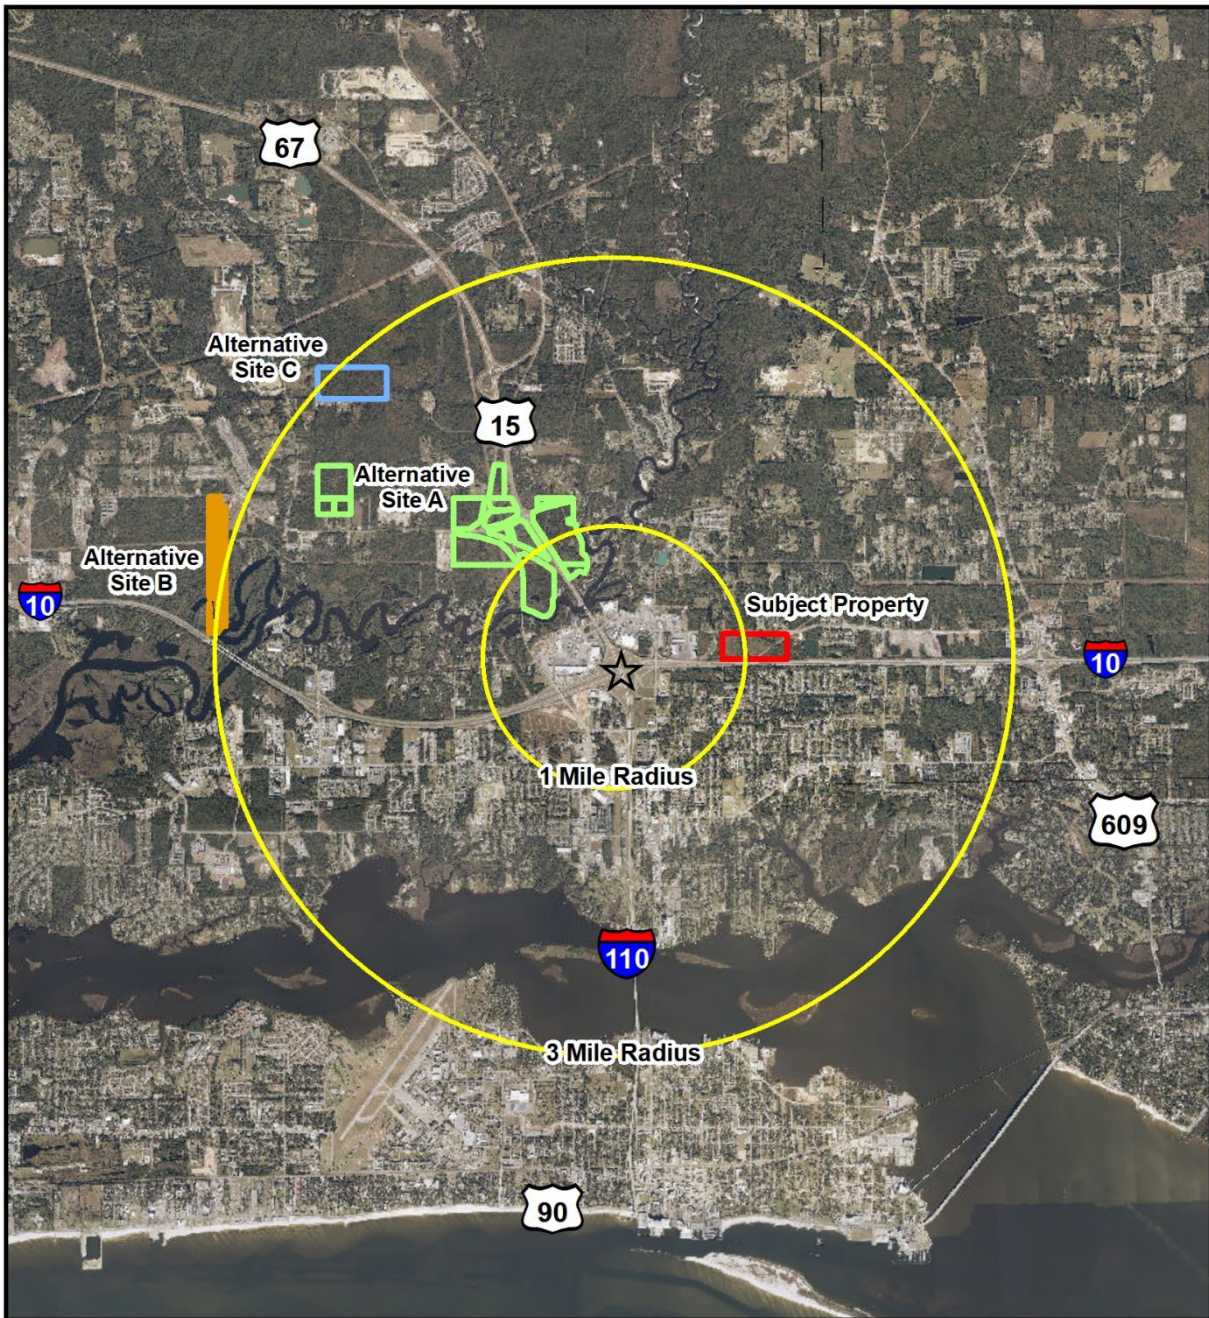 67
Alternative
Site C
15
Alternative
Site A
Alternative
Site B
10
Subject Property
10
1 Mile Radius
609
110
3 Mile Radius
90